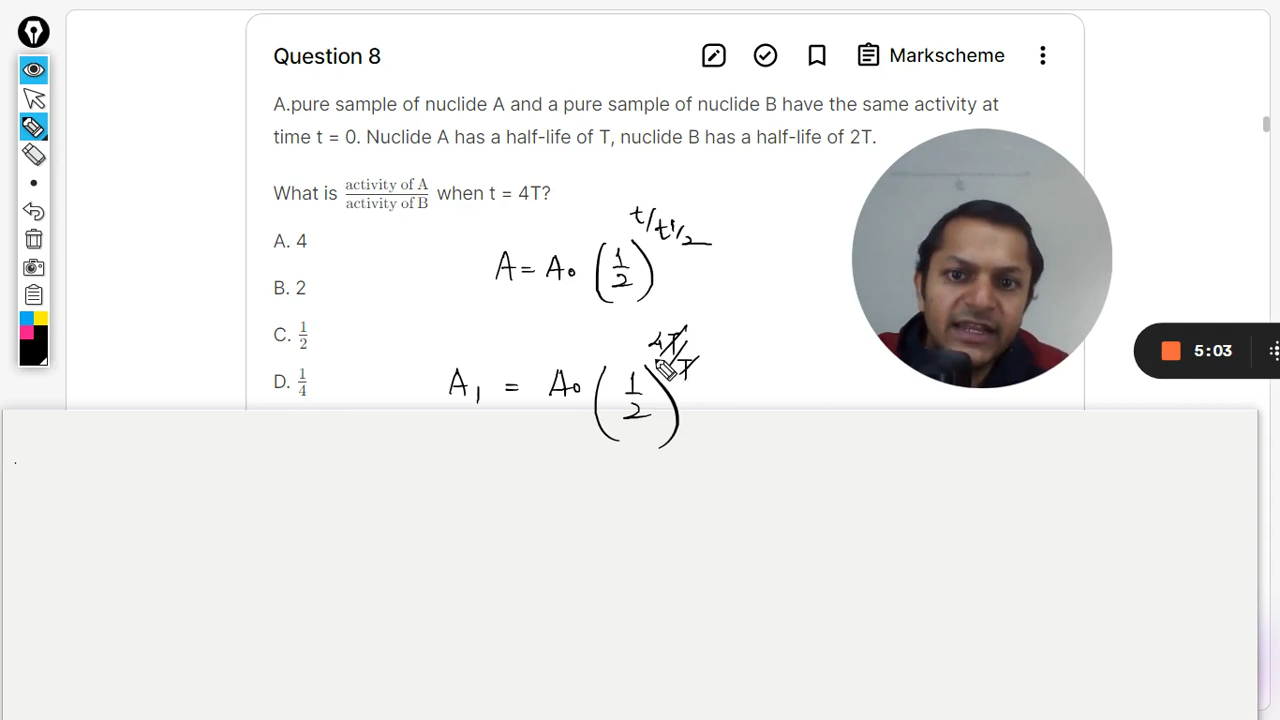 Question 8
Markscheme
A.pure sample of nuclide A and a pure sample of nuclide B have the same activity at
time t = 0. Nuclide A has a half-life of T, nuclide B has a half-life of 2T.
What is activity of A / activity of B when t = 4T?
A. 4
B. 2
C. 1/2
D. 1/4
A = A₀ (1/2)^(t/t1/2)
A₁ = A₀ (1/2)^(4T/T)
5:03